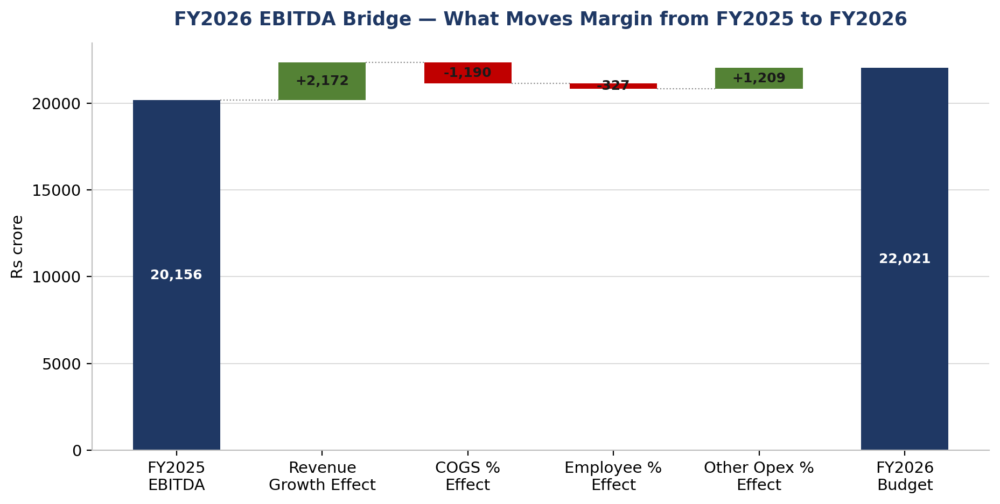 FY2026 EBITDA Bridge — What Moves Margin from FY2025 to FY2026
Rs crore
20000
15000
10000
5000
0
20,156
+2,172
-1,190
-327
+1,209
22,021
FY2025
EBITDA
Revenue
Growth Effect
COGS %
Effect
Employee %
Effect
Other Opex %
Effect
FY2026
Budget